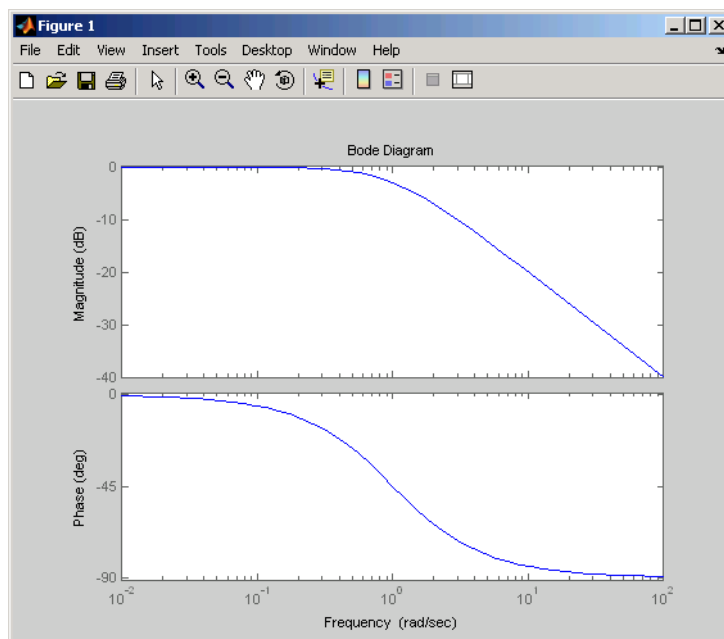 Figure 1
File Edit View Insert Tools Desktop Window Help
Bode Diagram
Magnitude (dB)
0
-10
-20
-30
-40
Phase (deg)
0
-45
-90
10^-2 10^-1 10^0 10^1 10^2
Frequency (rad/sec)